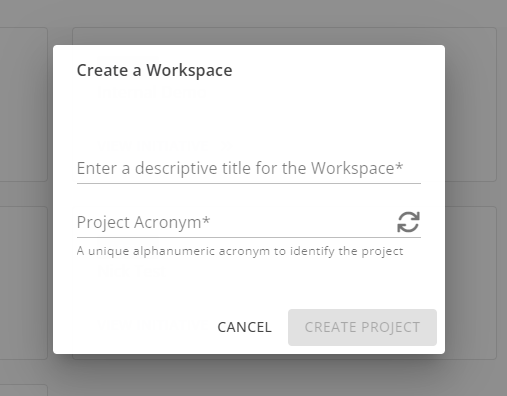 Create a Workspace
Enter a descriptive title for the Workspace*
Project Acronym*
A unique alphanumeric acronym to identify the project
CANCEL CREATE PROJECT